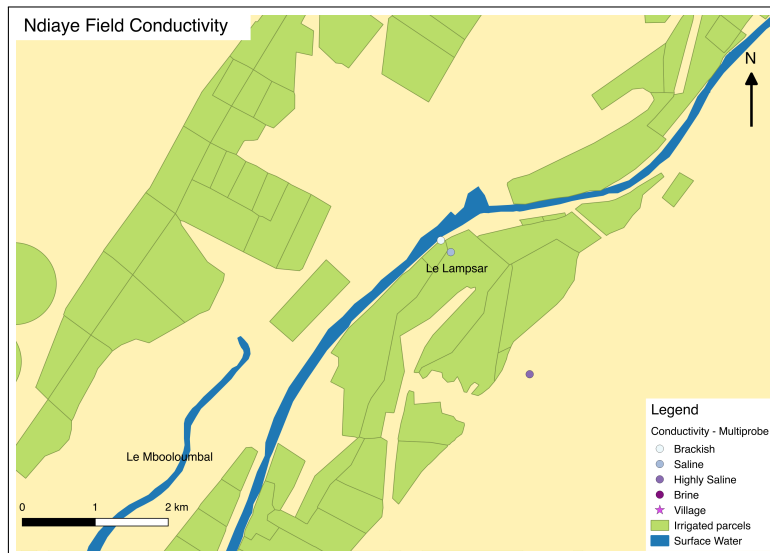 Ndiaye Field Conductivity
N
Le Lampsar
Le Mbooloumbal
0 1 2 km
Legend
Conductivity - Multiprobe
Brackish
Saline
Highly Saline
Brine
Village
Irrigated parcels
Surface Water